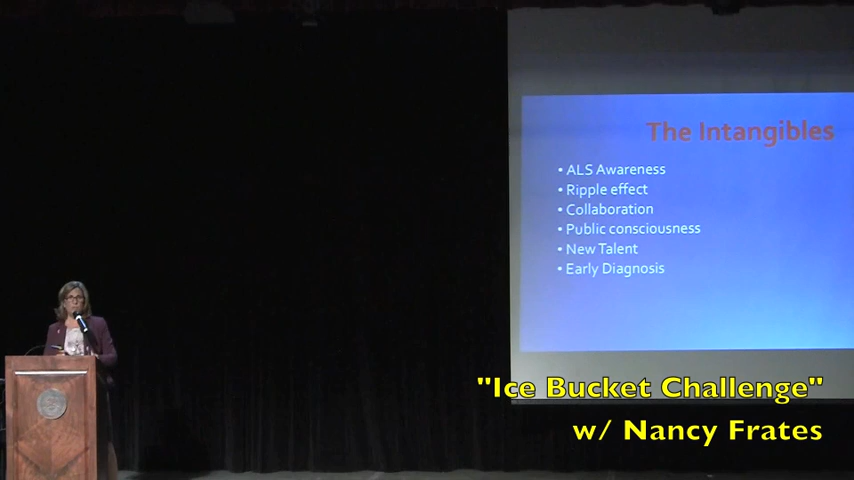 The Intangibles
• ALS Awareness
• Ripple effect
• Collaboration
• Public consciousness
• New Talent
• Early Diagnosis
"Ice Bucket Challenge"
w/ Nancy Frates